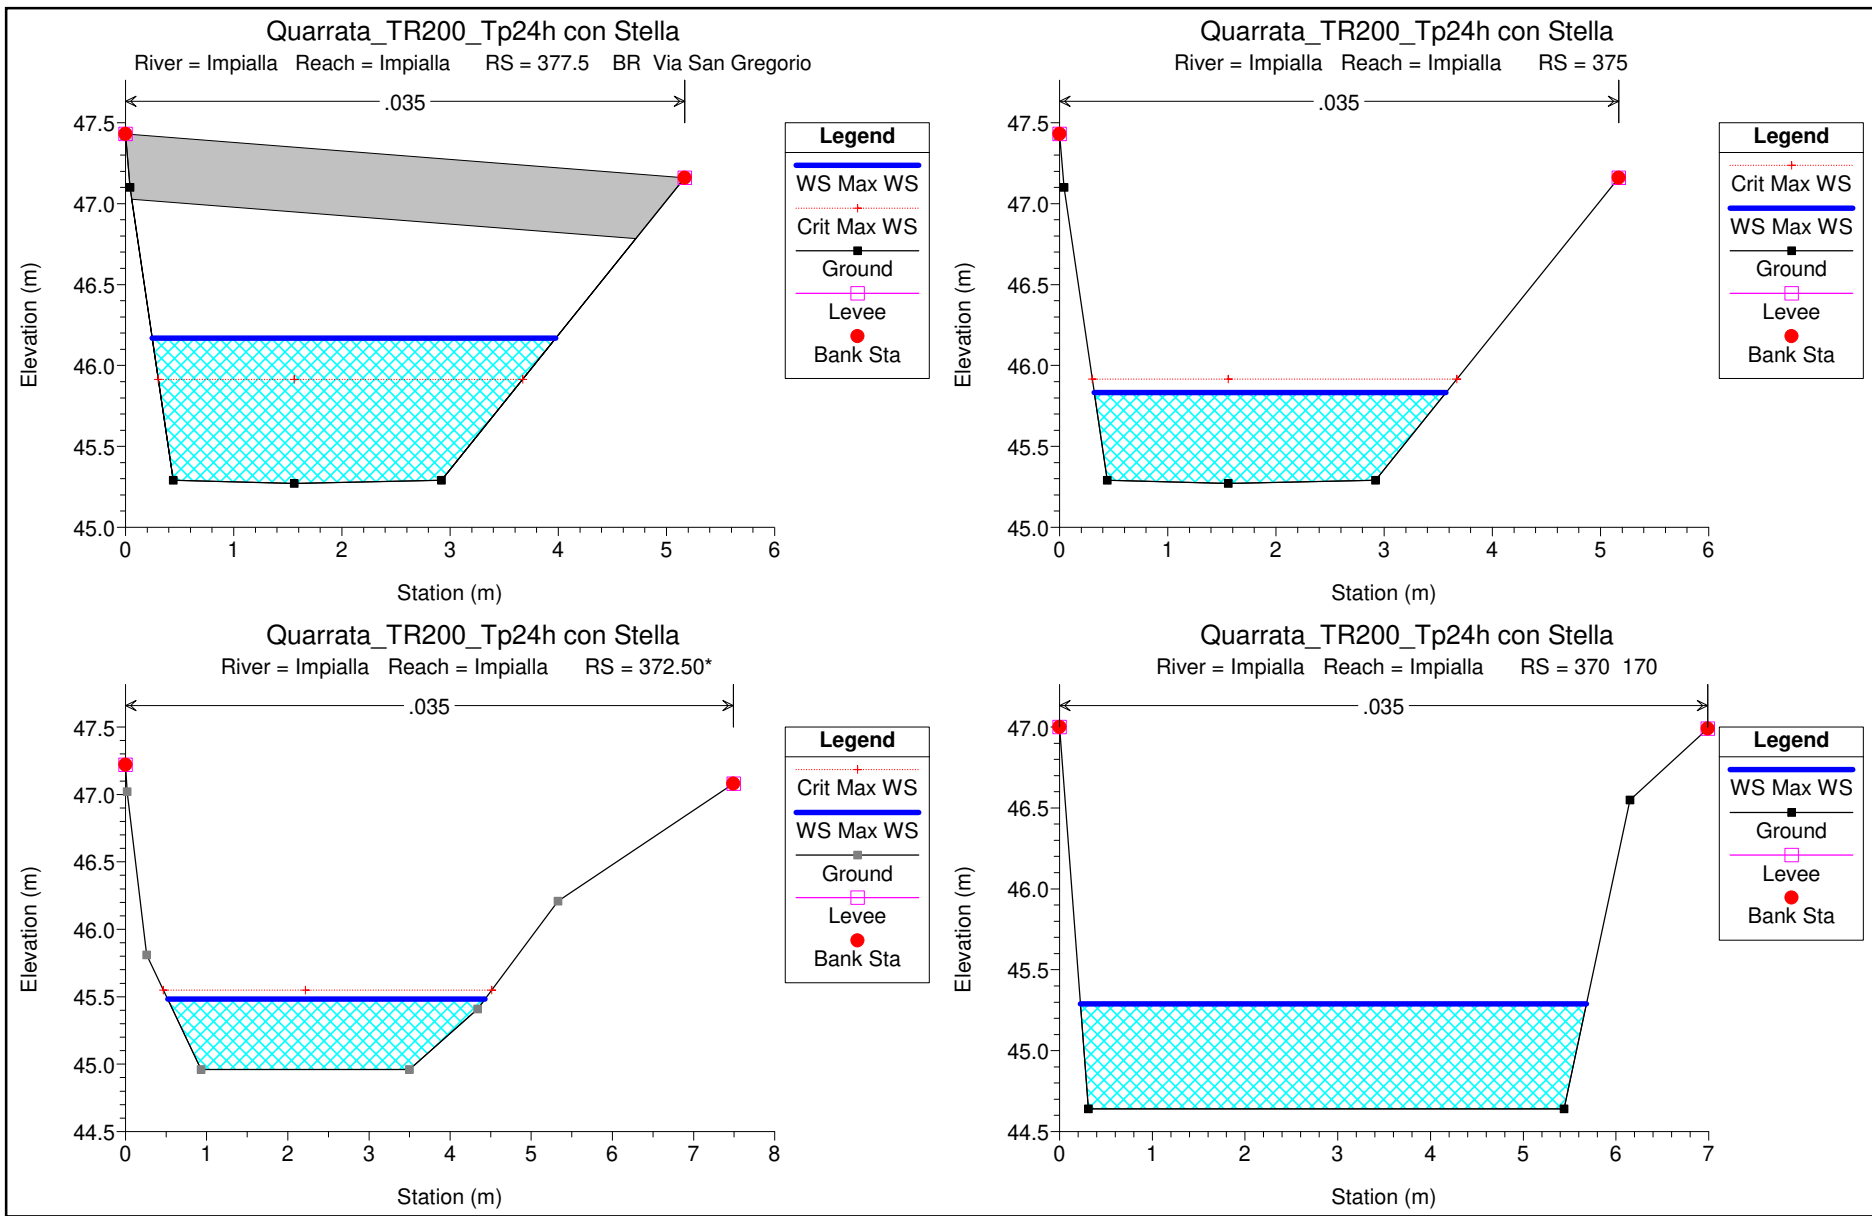 Quarrata_TR200_Tp24h con Stella
River = Impialla Reach = Impialla RS = 377.5 BR Via San Gregorio
.035
47.5
47.0
46.5
46.0
45.5
45.0
Elevation (m)
0 1 2 3 4 5 6
Station (m)
Legend
WS Max WS
Crit Max WS
Ground
Levee
Bank Sta
Quarrata_TR200_Tp24h con Stella
River = Impialla Reach = Impialla RS = 375
.035
47.5
47.0
46.5
46.0
45.5
45.0
Elevation (m)
0 1 2 3 4 5 6
Station (m)
Legend
Crit Max WS
WS Max WS
Ground
Levee
Bank Sta
Quarrata_TR200_Tp24h con Stella
River = Impialla Reach = Impialla RS = 372.50*
.035
47.5
47.0
46.5
46.0
45.5
45.0
44.5
Elevation (m)
0 1 2 3 4 5 6 7 8
Station (m)
Legend
Crit Max WS
WS Max WS
Ground
Levee
Bank Sta
Quarrata_TR200_Tp24h con Stella
River = Impialla Reach = Impialla RS = 370 170
.035
47.0
46.5
46.0
45.5
45.0
44.5
Elevation (m)
0 1 2 3 4 5 6 7
Station (m)
Legend
WS Max WS
Ground
Levee
Bank Sta